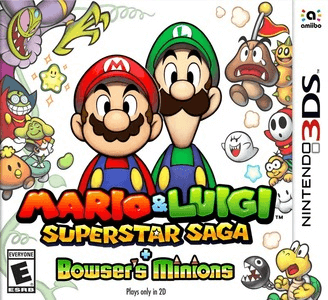 amiibo
NINTENDO 3DS
MARIO & LUIGI
SUPERSTAR SAGA
+
Bowser's Minions
Plays only in 2D
EVERYONE
E
ESRB